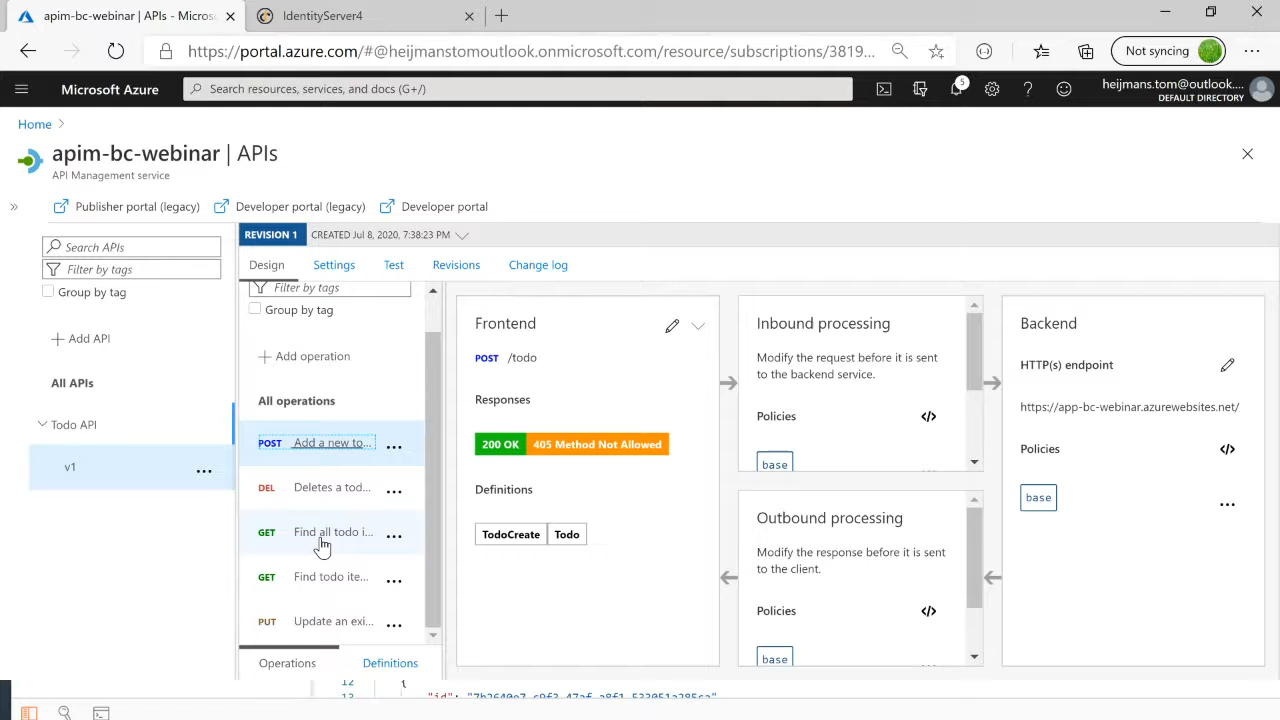 apim-bc-webinar | APIs - Micros
IdentityServer4
https://portal.azure.com/#@heijmanstomoutlook.onmicrosoft.com/resource/subscriptions/3819...
Not syncing
Microsoft Azure
Search resources, services, and docs (G+/)
5
heijmans.tom@outlook....
DEFAULT DIRECTORY
Home
apim-bc-webinar | APIs
API Management service
Publisher portal (legacy)
Developer portal (legacy)
Developer portal
Search APIs
Filter by tags
Group by tag
+ Add API
All APIs
Todo API
v1
REVISION 1
CREATED Jul 8, 2020, 7:38:23 PM
Design
Settings
Test
Revisions
Change log
Filter by tags
Group by tag
+ Add operation
All operations
POST Add a new to...
DEL Deletes a tod...
GET Find all todo i...
GET Find todo ite...
PUT Update an exi...
Operations
Definitions
Frontend
POST /todo
Responses
200 OK
405 Method Not Allowed
Definitions
TodoCreate
Todo
Inbound processing
Modify the request before it is sent
to the backend service.
Policies
</>
base
Outbound processing
Modify the response before it is sent
to the client.
Policies
</>
base
Backend
HTTP(s) endpoint
https://app-bc-webinar.azurewebsites.net/
Policies
</>
base
12 {
13